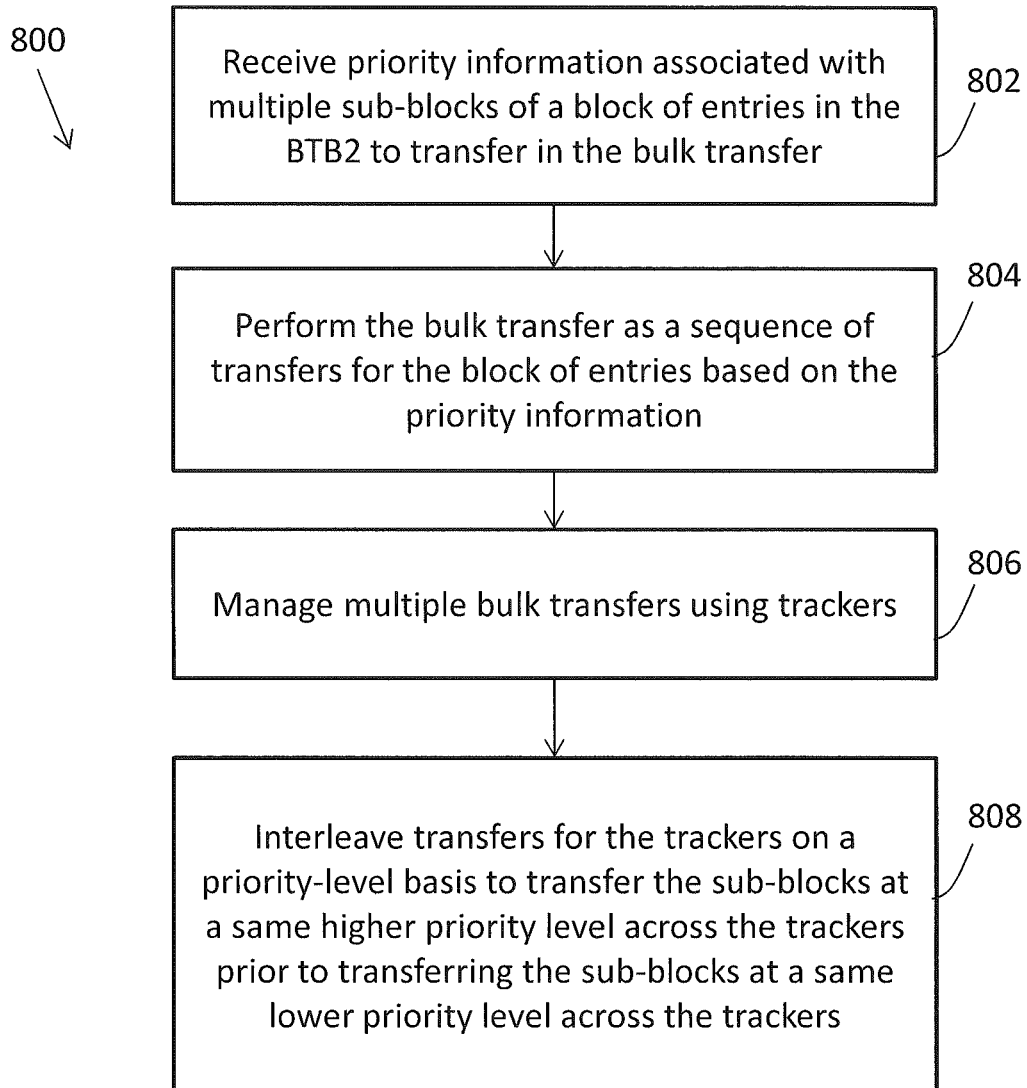 800
Receive priority information associated with
multiple sub-blocks of a block of entries in the
BTB2 to transfer in the bulk transfer
802
Perform the bulk transfer as a sequence of
transfers for the block of entries based on the
priority information
804
Manage multiple bulk transfers using trackers
806
Interleave transfers for the trackers on a
priority-level basis to transfer the sub-blocks at
a same higher priority level across the trackers
prior to transferring the sub-blocks at a same
lower priority level across the trackers
808